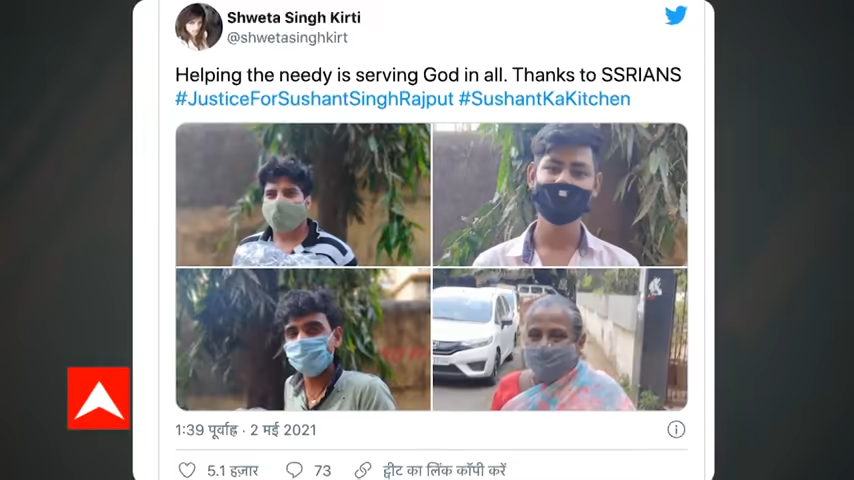 Shweta Singh Kirti
@shwetasinghkirt
Helping the needy is serving God in all. Thanks to SSRIANS
#JusticeForSushantSinghRajput #SushantKaKitchen
1:39 पूर्वाह्न · 2 मई 2021
5.1 हज़ार 73 ट्वीट का लिंक कॉपी करें